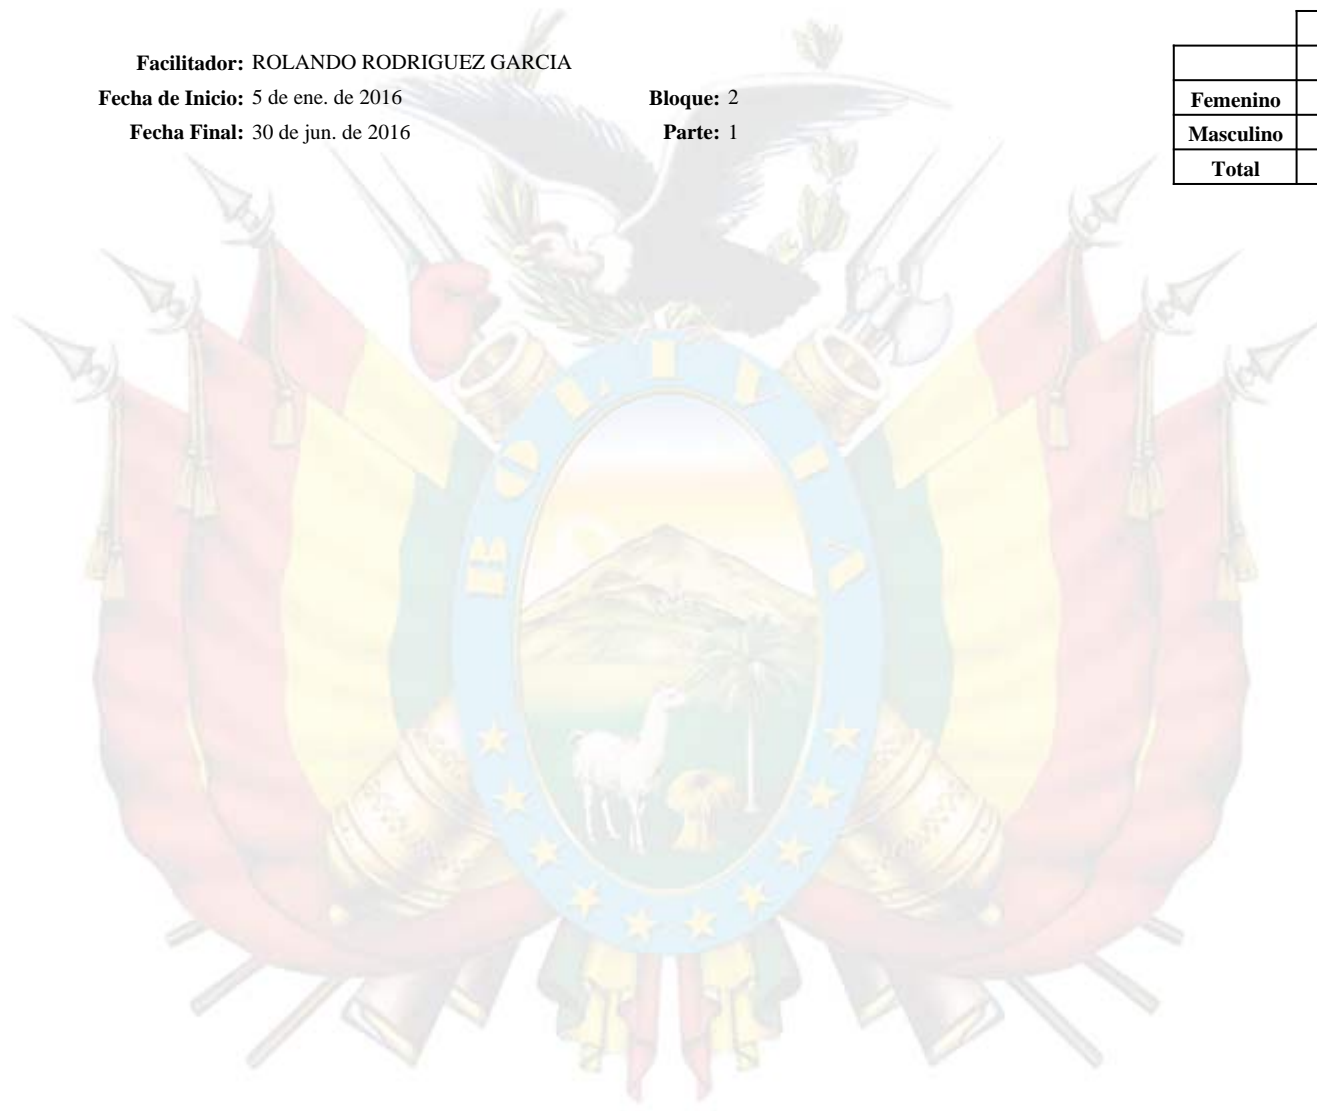 Facilitador: ROLANDO RODRIGUEZ GARCIA
Fecha de Inicio: 5 de ene. de 2016 Bloque: 2
Fecha Final: 30 de jun. de 2016 Parte: 1
Femenino
Masculino
Total
BOLIVIA